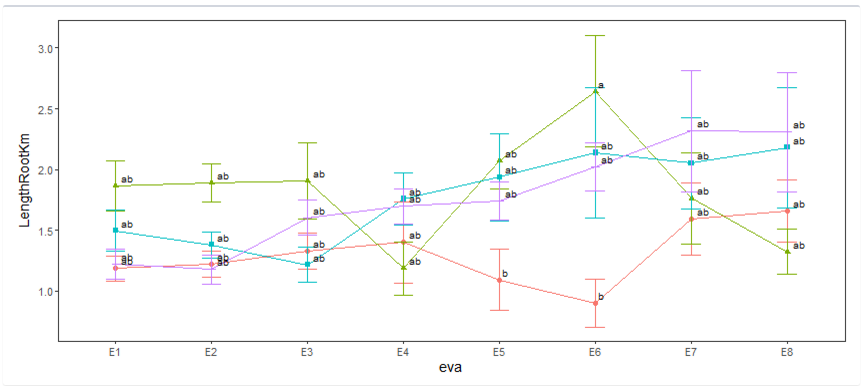 3.0
2.5
2.0
1.5
1.0
LengthRootKm
ab ab ab ab ab a ab ab
ab ab ab ab ab ab ab ab
ab ab ab ab ab ab ab ab
ab ab ab ab b b ab ab
E1 E2 E3 E4 E5 E6 E7 E8
eva